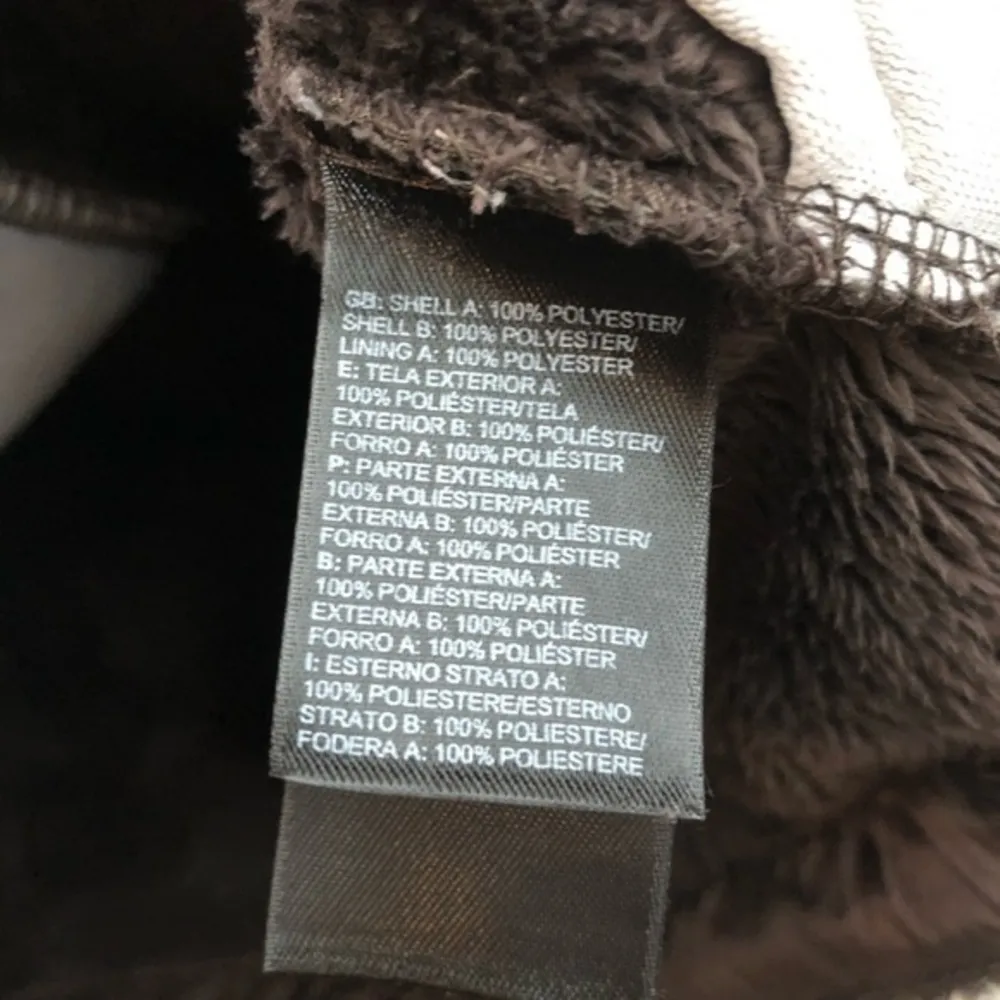 GB: SHELL A: 100% POLYESTER/
SHELL B: 100% POLYESTER/
LINING A: 100% POLYESTER
E: TELA EXTERIOR A:
100% POLIÉSTER/TELA
EXTERIOR B: 100% POLIÉSTER/
FORRO A: 100% POLIÉSTER
P: PARTE EXTERNA A:
100% POLIÉSTER/PARTE
EXTERNA B: 100% POLIÉSTER/
FORRO A: 100% POLIÉSTER
B: PARTE EXTERNA A:
100% POLIÉSTER/PARTE
EXTERNA B: 100% POLIÉSTER/
FORRO A: 100% POLIÉSTER
I: ESTERNO STRATO A:
100% POLIESTERE/ESTERNO
STRATO B: 100% POLIESTERE/
FODERA A: 100% POLIESTERE